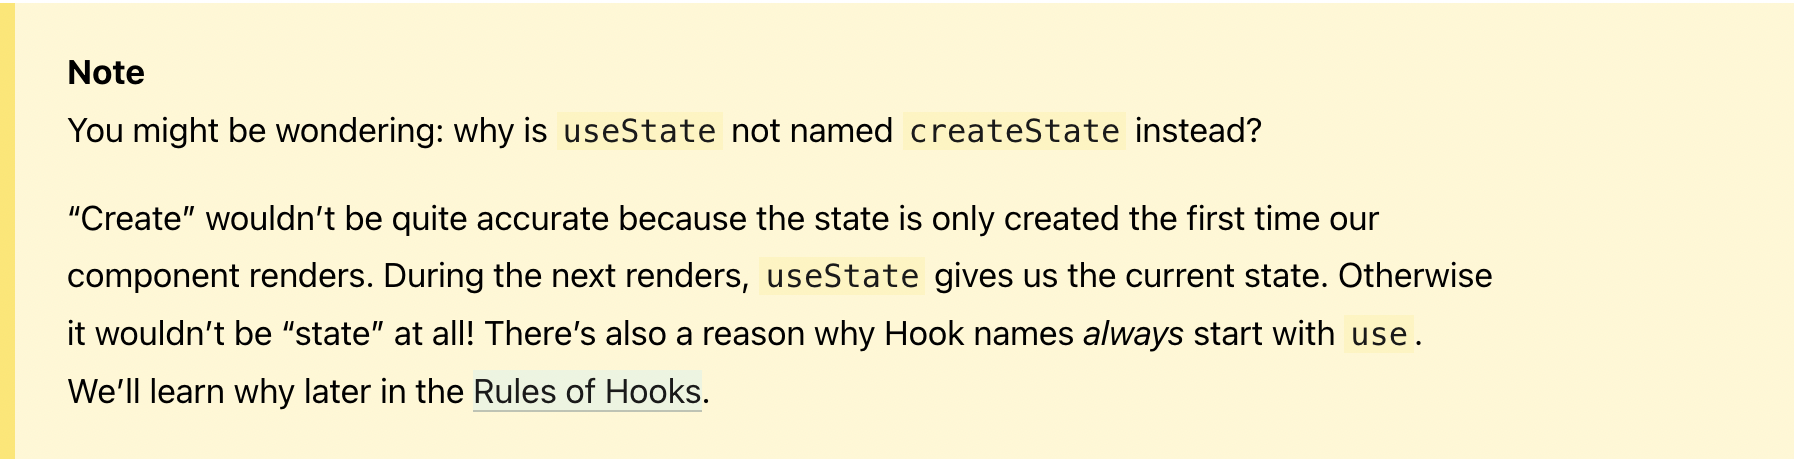 Note
You might be wondering: why is useState not named createState instead?
“Create” wouldn’t be quite accurate because the state is only created the first time our
component renders. During the next renders, useState gives us the current state. Otherwise
it wouldn’t be “state” at all! There’s also a reason why Hook names always start with use.
We’ll learn why later in the Rules of Hooks.